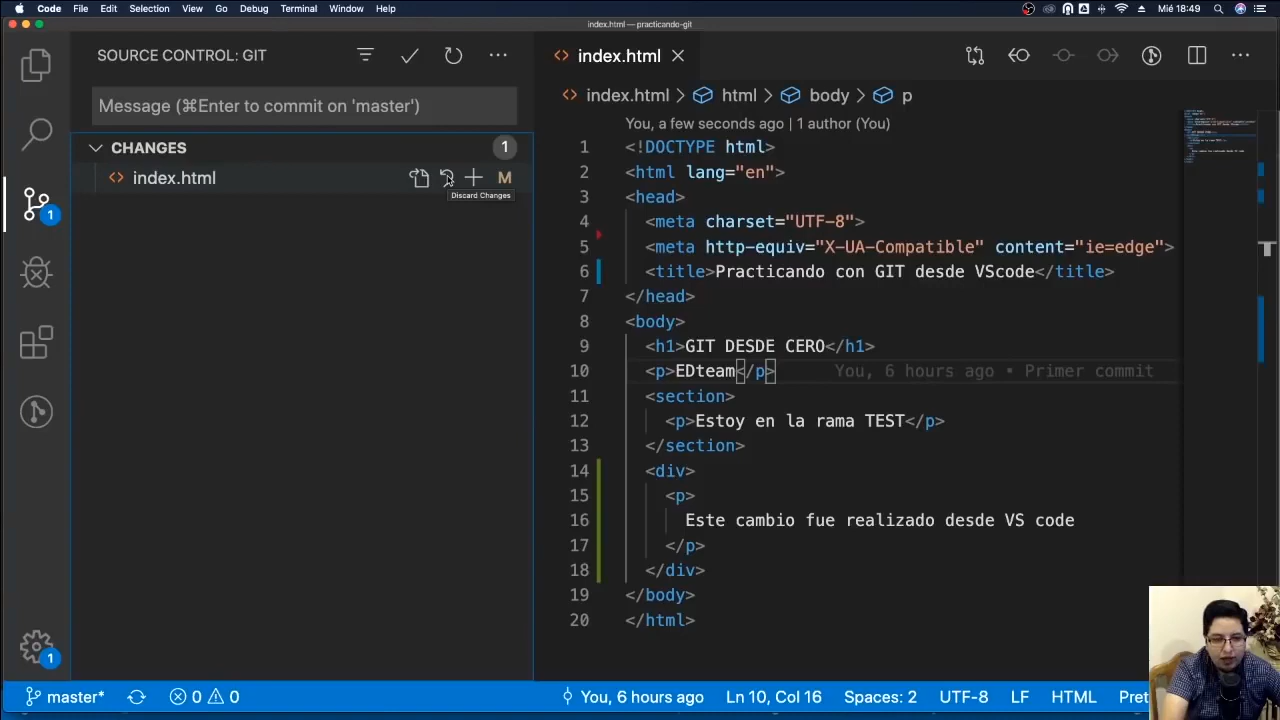 Code File Edit Selection View Go Debug Terminal Window Help Mié 18:49
index.html — practicando-git
SOURCE CONTROL: GIT
Message (⌘Enter to commit on 'master')
CHANGES 1
index.html M
Discard Changes
1
1
index.html
index.html > html > body > p
You, a few seconds ago | 1 author (You)
1 <!DOCTYPE html>
2 <html lang="en">
3 <head>
4 <meta charset="UTF-8">
5 <meta http-equiv="X-UA-Compatible" content="ie=edge">
6 <title>Practicando con GIT desde VScode</title>
7 </head>
8 <body>
9 <h1>GIT DESDE CERO</h1>
10 <p>EDteam</p> You, 6 hours ago • Primer commit
11 <section>
12 <p>Estoy en la rama TEST</p>
13 </section>
14 <div>
15 <p>
16 Este cambio fue realizado desde VS code
17 </p>
18 </div>
19 </body>
20 </html>
master* 0 0 You, 6 hours ago Ln 10, Col 16 Spaces: 2 UTF-8 LF HTML Pret